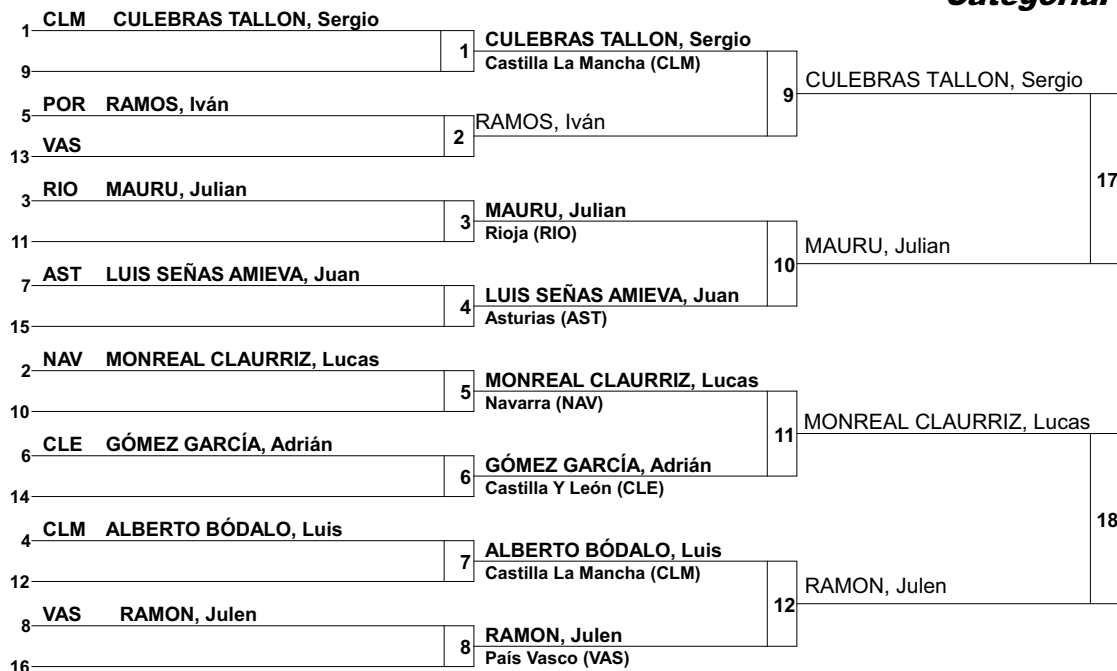 Categoría:
1 CLM CULEBRAS TALLON, Sergio
9
1
5 POR RAMOS, Iván
13 VAS
2
3 RIO MAURU, Julian
11
3
7 AST LUIS SEÑAS AMIEVA, Juan
15
4
2 NAV MONREAL CLAURRIZ, Lucas
10
5
6 CLE GÓMEZ GARCÍA, Adrián
14
6
4 CLM ALBERTO BÓDALO, Luis
12
7
8 VAS RAMON, Julen
16
8
CULEBRAS TALLON, Sergio
Castilla La Mancha (CLM)
RAMOS, Iván
9
MAURU, Julian
Rioja (RIO)
LUIS SEÑAS AMIEVA, Juan
Asturias (AST)
10
MONREAL CLAURRIZ, Lucas
Navarra (NAV)
GÓMEZ GARCÍA, Adrián
Castilla Y León (CLE)
11
ALBERTO BÓDALO, Luis
Castilla La Mancha (CLM)
RAMON, Julen
País Vasco (VAS)
12
CULEBRAS TALLON, Sergio
MAURU, Julian
17
MONREAL CLAURRIZ, Lucas
RAMON, Julen
18